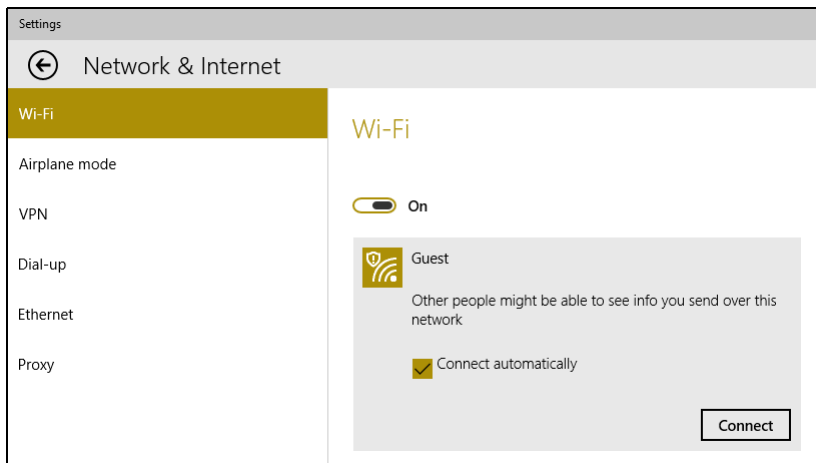 Settings
Network & Internet
Wi-Fi
Airplane mode
VPN
Dial-up
Ethernet
Proxy
Wi-Fi
On
Guest
Other people might be able to see info you send over this
network
Connect automatically
Connect